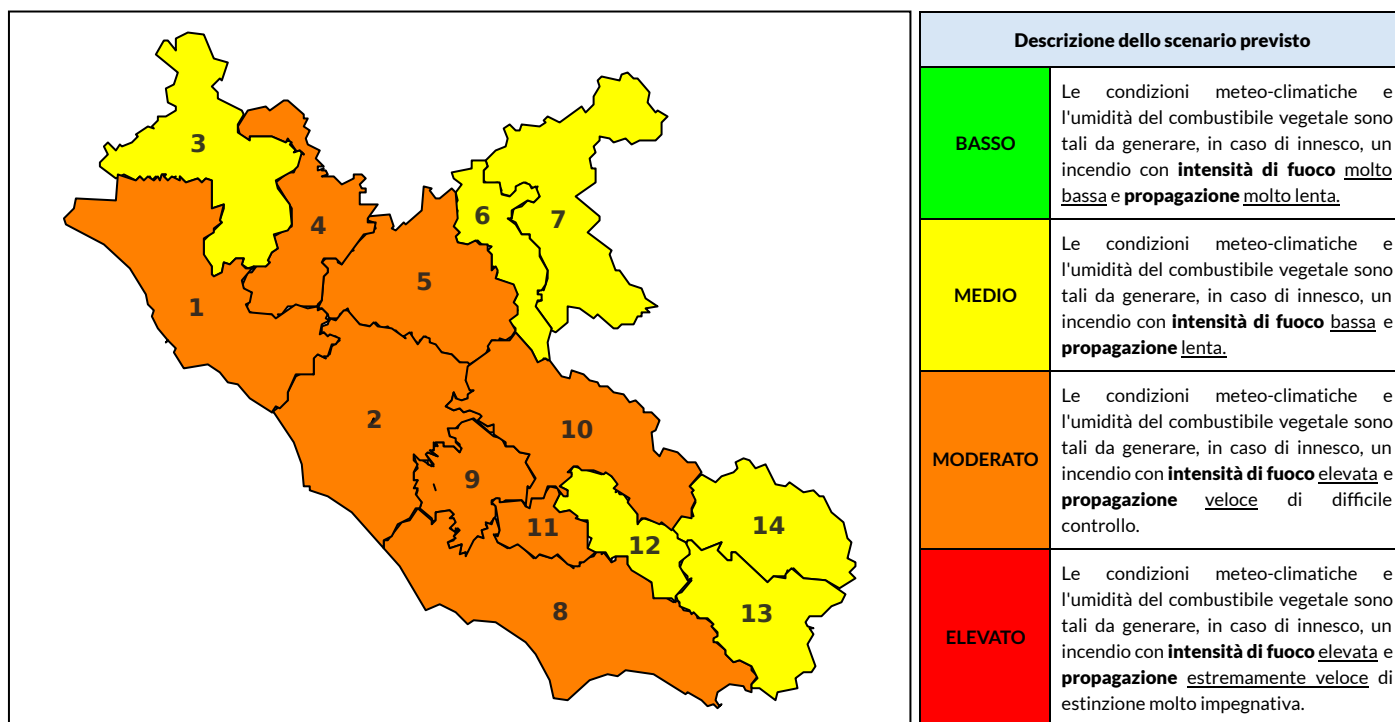 3
4
6
7
5
1
2
10
9
11
12
14
8
13
Descrizione dello scenario previsto
BASSO
Le condizioni meteo-climatiche e
l'umidità del combustibile vegetale sono
tali da generare, in caso di innesco, un
incendio con intensità di fuoco molto
bassa e propagazione molto lenta.
MEDIO
Le condizioni meteo-climatiche e
l'umidità del combustibile vegetale sono
tali da generare, in caso di innesco, un
incendio con intensità di fuoco bassa e
propagazione lenta.
MODERATO
Le condizioni meteo-climatiche e
l'umidità del combustibile vegetale sono
tali da generare, in caso di innesco, un
incendio con intensità di fuoco elevata e
propagazione veloce di difficile
controllo.
ELEVATO
Le condizioni meteo-climatiche e
l'umidità del combustibile vegetale sono
tali da generare, in caso di innesco, un
incendio con intensità di fuoco elevata e
propagazione estremamente veloce di
estinzione molto impegnativa.